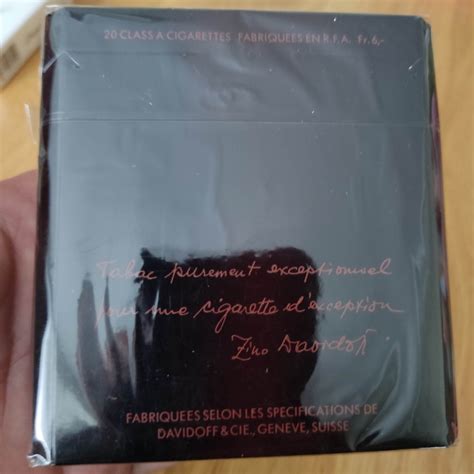 20 CLASS A CIGARETTES FABRIQUEES EN R.F.A. Fr. 6,-
Tabac purement exceptionnel
pour une cigarette d'exception
Zino Davidoff
FABRIQUEES SELON LES SPECIFICATIONS DE
DAVIDOFF & CIE., GENEVE, SUISSE